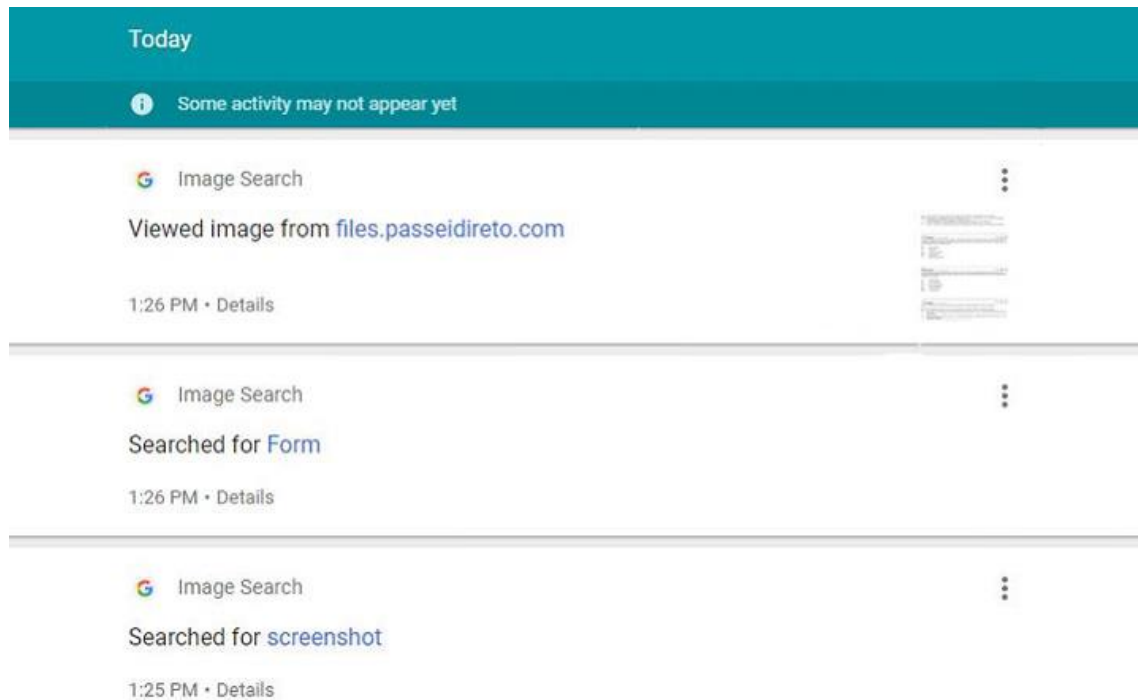 Today
Some activity may not appear yet
Image Search
Viewed image from files.passeidireto.com
1:26 PM • Details
Image Search
Searched for Form
1:26 PM • Details
Image Search
Searched for screenshot
1:25 PM • Details